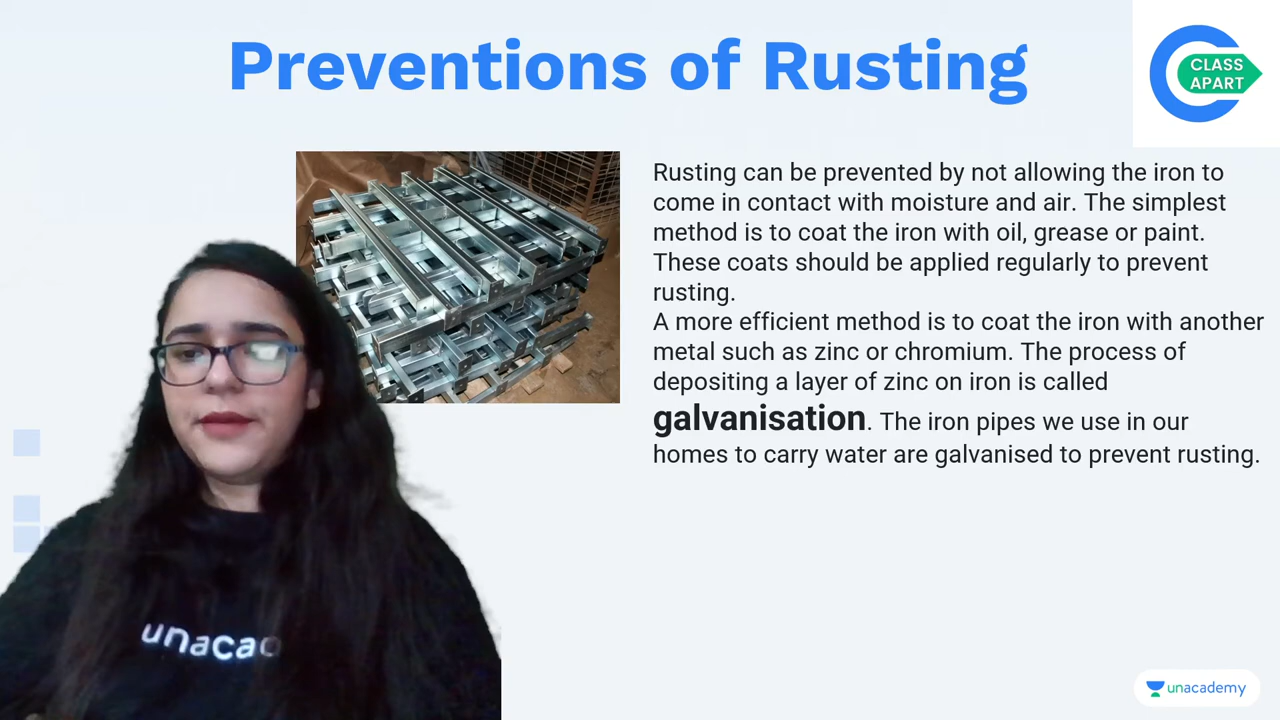 Preventions of Rusting
CLASS
APART
Rusting can be prevented by not allowing the iron to
come in contact with moisture and air. The simplest
method is to coat the iron with oil, grease or paint.
These coats should be applied regularly to prevent
rusting.
A more efficient method is to coat the iron with another
metal such as zinc or chromium. The process of
depositing a layer of zinc on iron is called
galvanisation. The iron pipes we use in our
homes to carry water are galvanised to prevent rusting.
unacad
unacademy